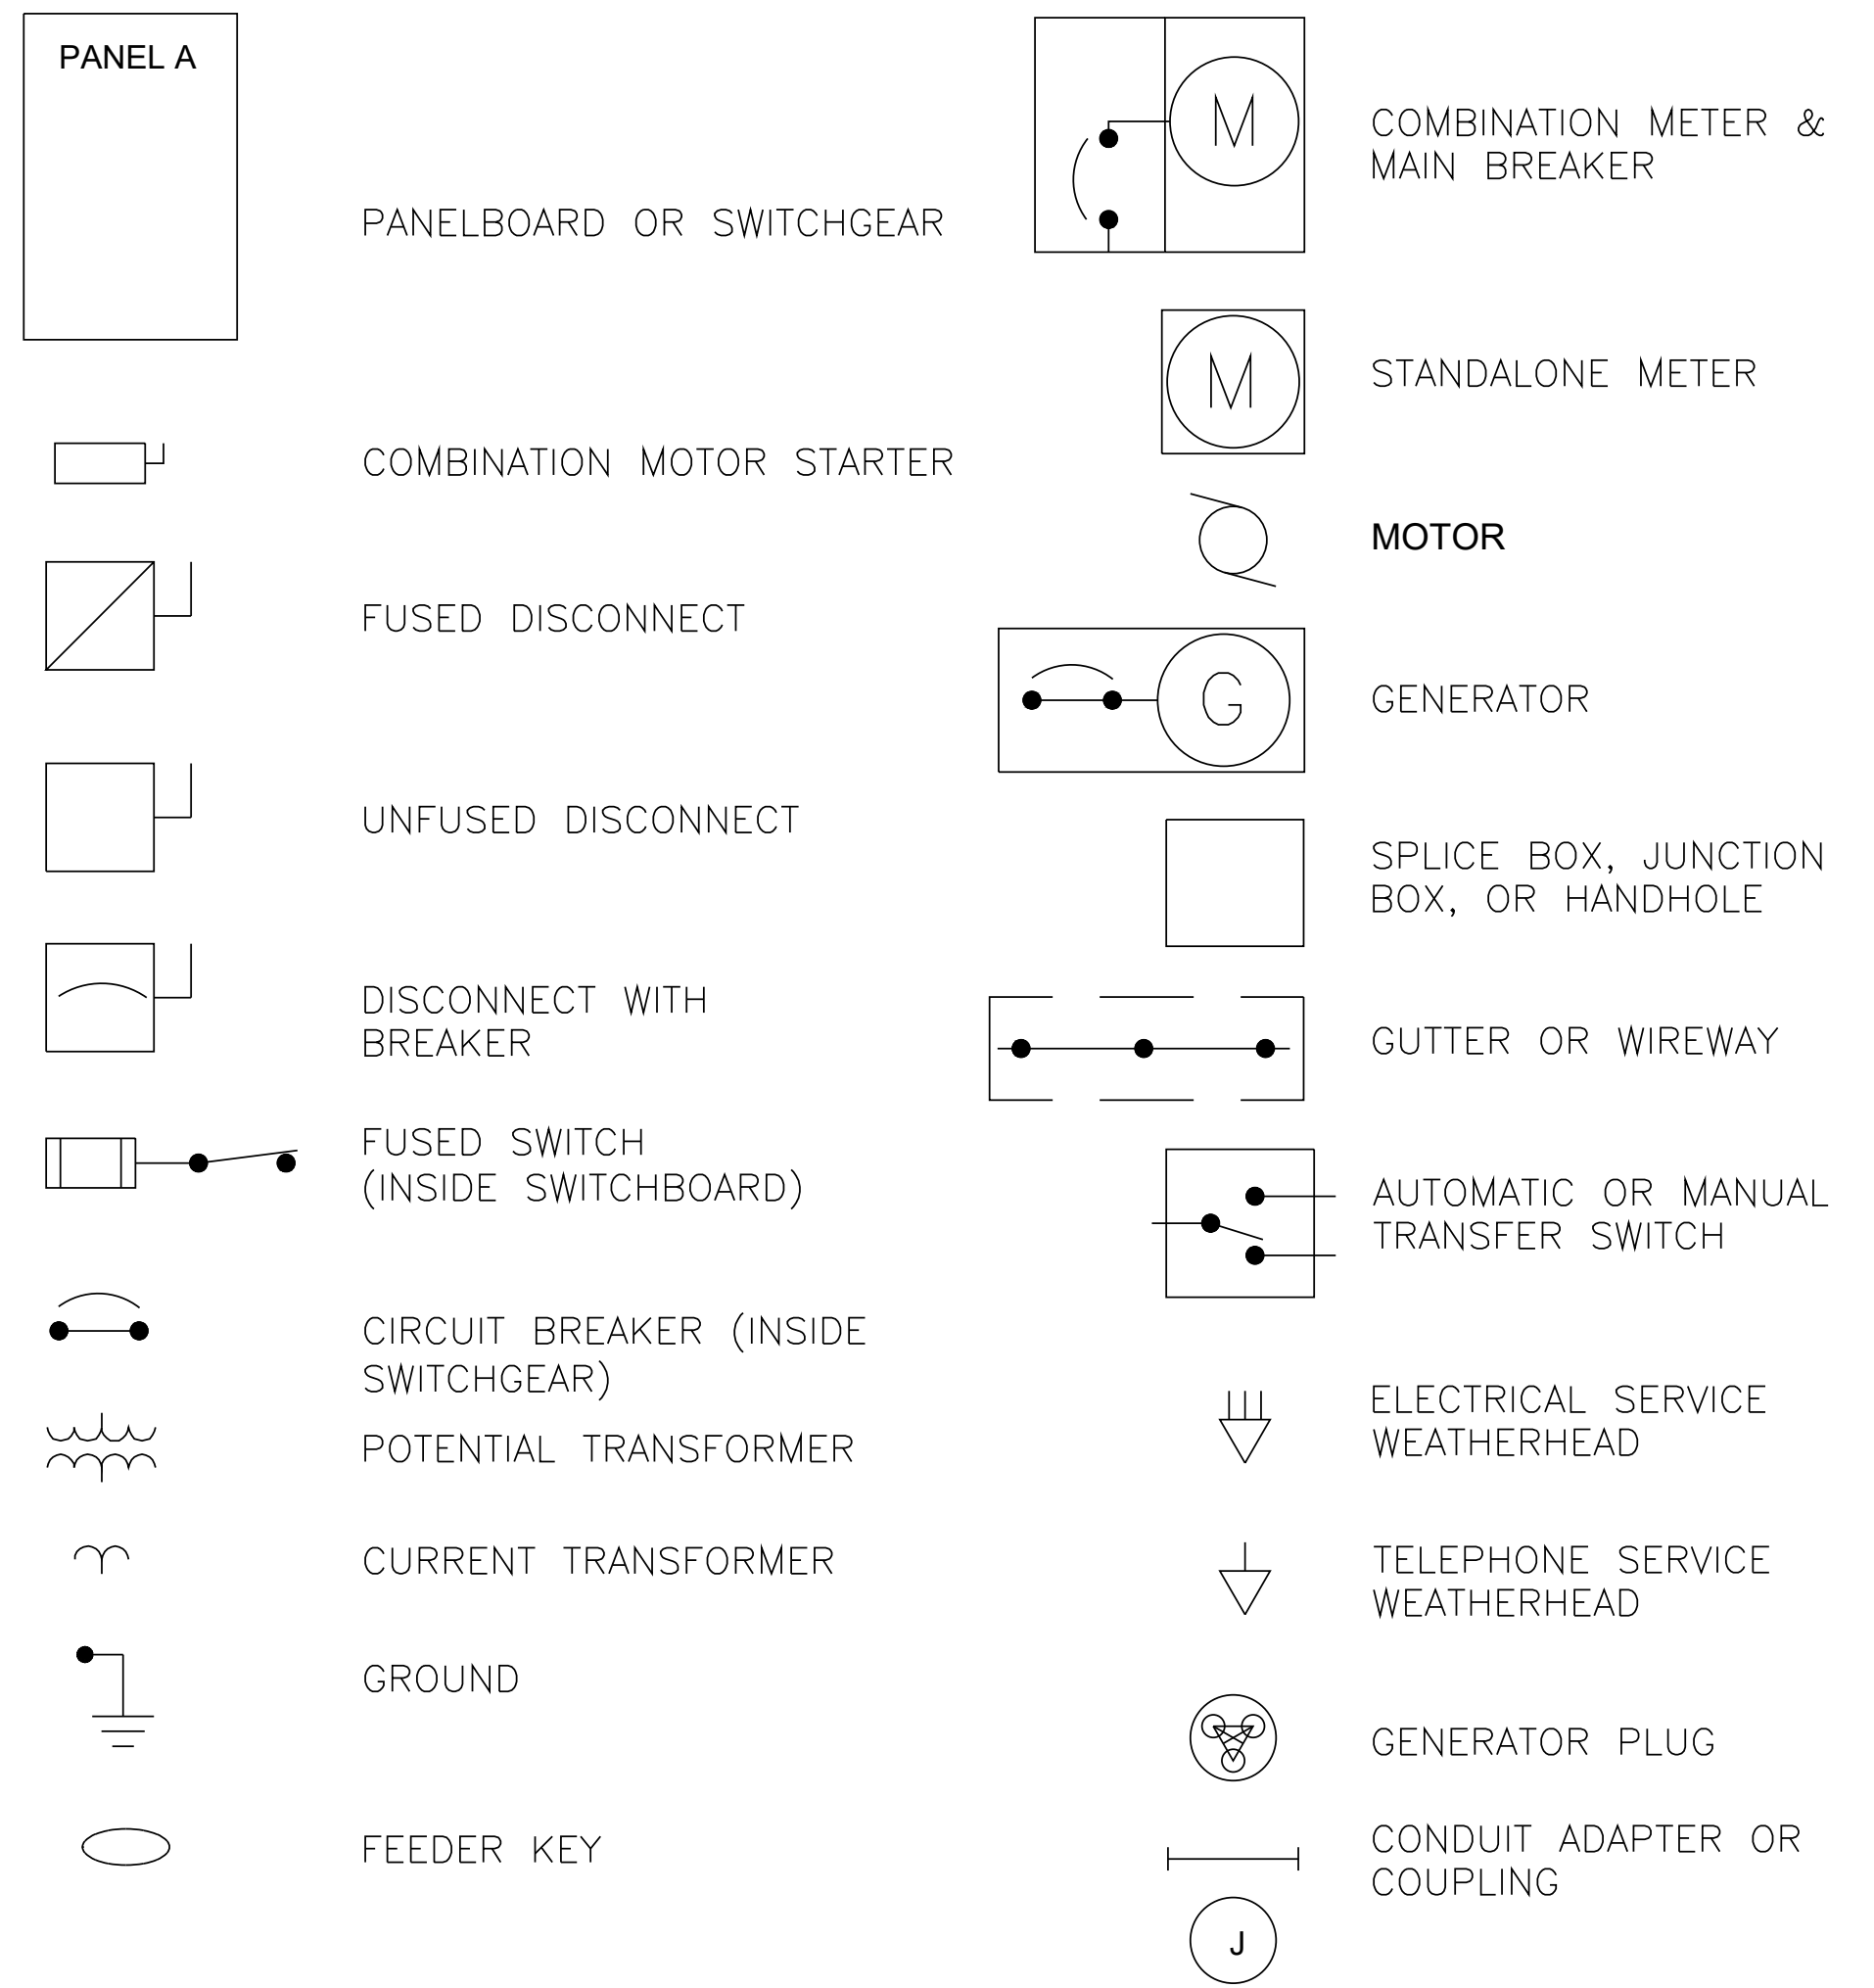 PANEL A
PANELBOARD OR SWITCHGEAR
COMBINATION MOTOR STARTER
FUSED DISCONNECT
UNFUSED DISCONNECT
DISCONNECT WITH
BREAKER
FUSED SWITCH
(INSIDE SWITCHBOARD)
CIRCUIT BREAKER (INSIDE
SWITCHGEAR)
POTENTIAL TRANSFORMER
CURRENT TRANSFORMER
GROUND
FEEDER KEY
M
COMBINATION METER &
MAIN BREAKER
M
STANDALONE METER
MOTOR
G
GENERATOR
SPLICE BOX, JUNCTION
BOX, OR HANDHOLE
GUTTER OR WIREWAY
AUTOMATIC OR MANUAL
TRANSFER SWITCH
ELECTRICAL SERVICE
WEATHERHEAD
TELEPHONE SERVICE
WEATHERHEAD
GENERATOR PLUG
CONDUIT ADAPTER OR
COUPLING
J